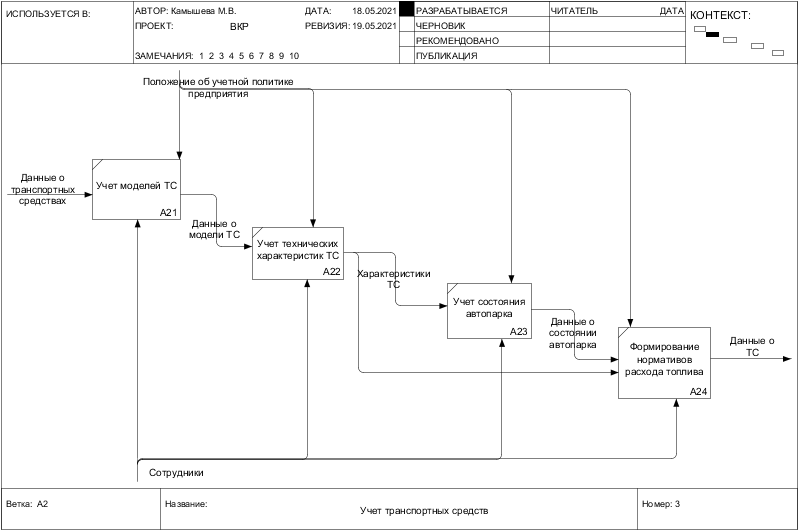 ИСПОЛЬЗУЕТСЯ В:
АВТОР: Камышева М.В.
ДАТА: 18.05.2021
РАЗРАБАТЫВАЕТСЯ
ЧИТАТЕЛЬ
ДАТА
КОНТЕКСТ:
ПРОЕКТ: ВКР
РЕВИЗИЯ: 19.05.2021
ЧЕРНОВИК
РЕКОМЕНДОВАНО
ЗАМЕЧАНИЯ: 1 2 3 4 5 6 7 8 9 10
ПУБЛИКАЦИЯ
Положение об учетной политике
предприятия
Данные о
транспортных
средствах
Учет моделей ТС
A21
Данные о
модели ТС
Учет технических
характеристик ТС
A22
Характеристики
ТС
Учет состояния
автопарка
A23
Данные о
состоянии
автопарка
Формирование
нормативов
расхода топлива
A24
Данные о
ТС
Сотрудники
Ветка: A2
Название:
Учет транспортных средств
Номер: 3